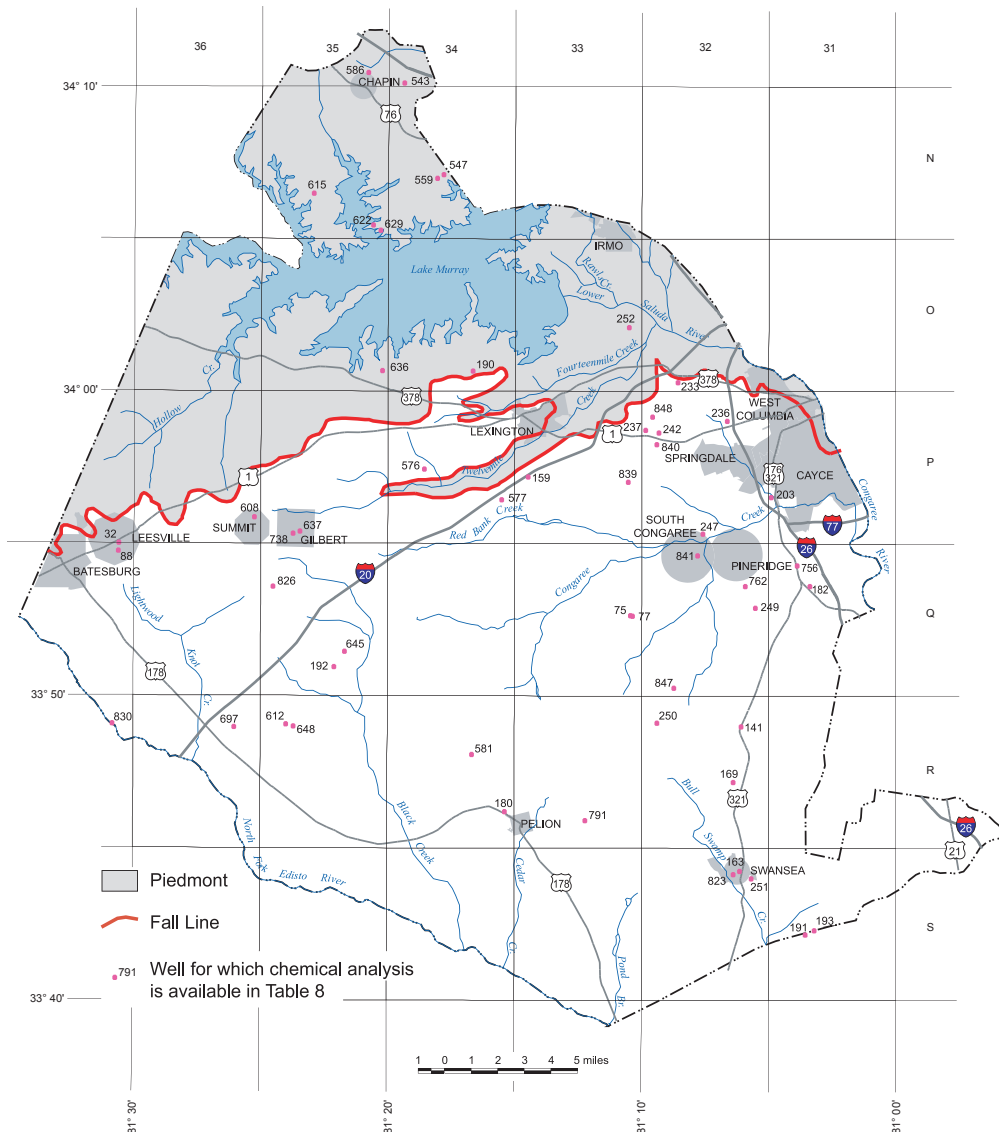 36 35 34 33 32 31
34° 10'
586
CHAPIN
543
76
N
547
559
615
622
629
IRMO
Rawls Cr.
Lake Murray
Lower Saluda River
O
252
636
190
Fourteenmile Creek
34° 00'
378
378
233
Hollow Cr.
WEST COLUMBIA
848
236
LEXINGTON
1
237
242
840
SPRINGDALE
Twelvemile Creek
576
P
1
159
839
176
321
CAYCE
203
Congaree River
577
608
SUMMIT
637
738
GILBERT
Red Bank Creek
SOUTH CONGAREE
247
Congaree Creek
77
32
LEESVILLE
88
BATESBURG
841
PINERIDGE
26
756
20
826
762
182
Lightwood Knot Cr.
75
77
249
Q
645
192
178
847
33° 50'
830
697
612
648
250
141
581
169
R
321
Bull Swamp Cr.
180
PELION
791
26
21
Black Creek
North Fork Edisto River
Cedar Cr.
178
163
SWANSEA
823
251
Piedmont
Fall Line
791
Well for which chemical analysis
is available in Table 8
191
193
S
Pond Br.
33° 40'
1 0 1 2 3 4 5 miles
81° 30' 81° 20' 81° 10' 81° 00'